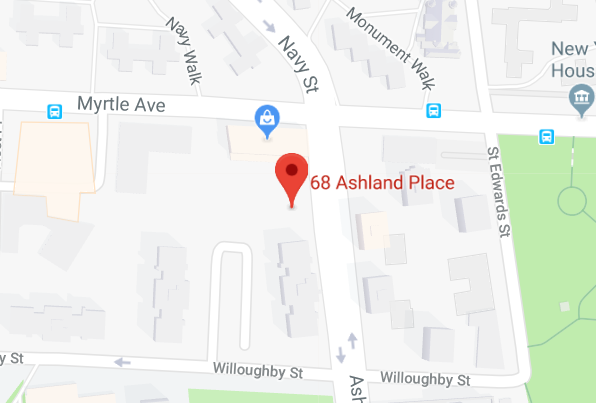 Navy Walk
Navy St
Monument Walk
New Y
Hous
Myrtle Ave
68 Ashland Place
St Edwards St
y St
Willoughby St
Willoughby St
Ash